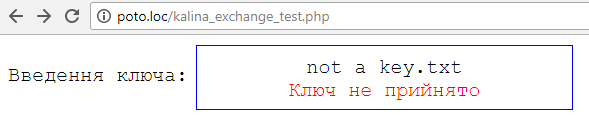 poto.loc/kalina_exchange_test.php
not a key.txt
Введення ключа:
Ключ не прийнято